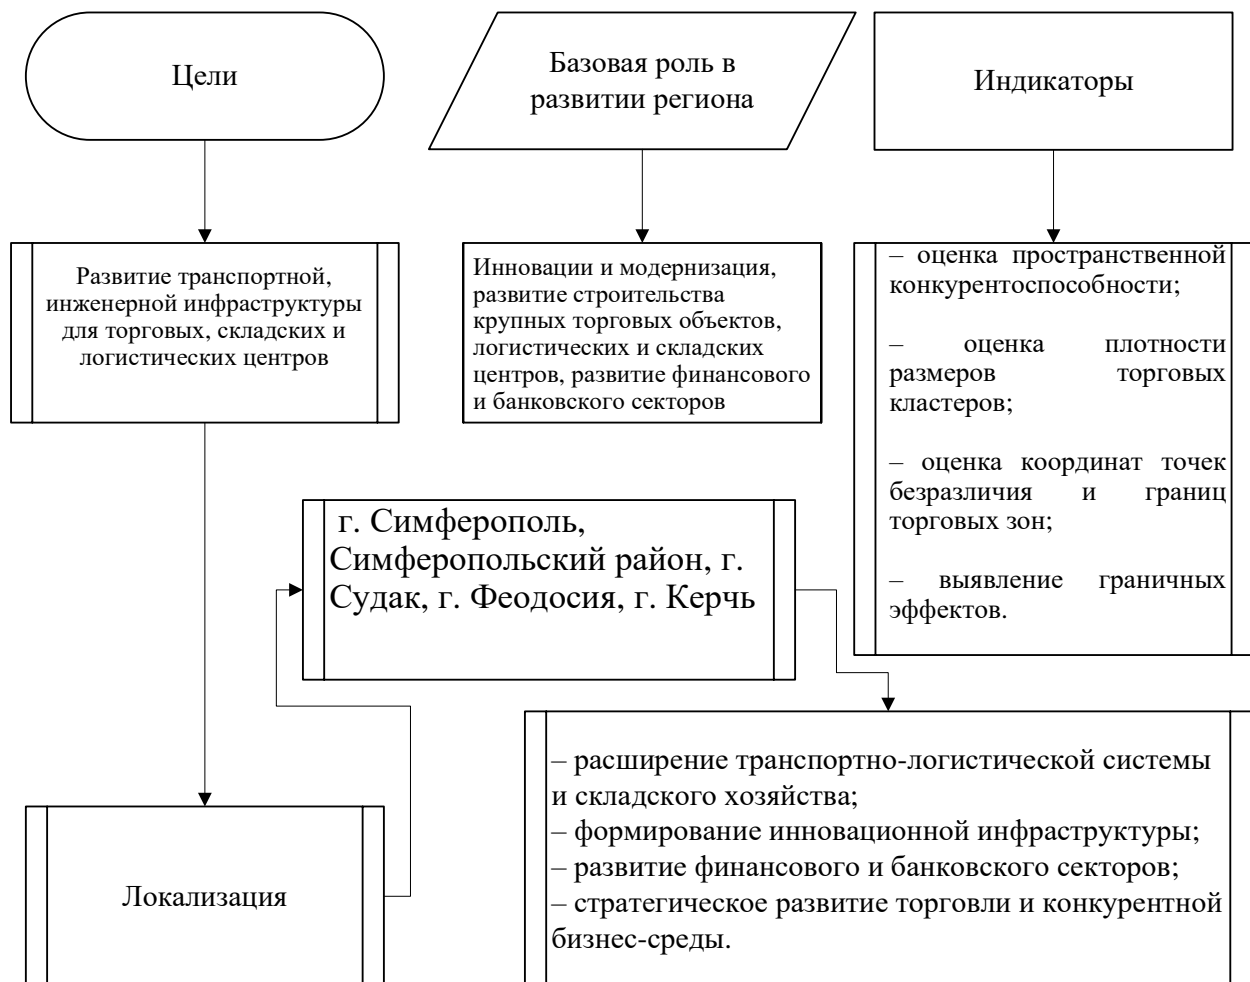 Цели
Базовая роль в
развитии региона
Индикаторы
Развитие транспортной,
инженерной инфраструктуры
для торговых, складских и
логистических центров
Инновации и модернизация,
развитие строительства
крупных торговых объектов,
логистических и складских
центров, развитие финансового
и банковского секторов
– оценка пространственной
конкурентоспособности;
– оценка плотности
размеров торговых
кластеров;
– оценка координат точек
безразличия и границ
торговых зон;
– выявление граничных
эффектов.
г. Симферополь,
Симферопольский район, г.
Судак, г. Феодосия, г. Керчь
Локализация
– расширение транспортно-логистической системы
и складского хозяйства;
– формирование инновационной инфраструктуры;
– развитие финансового и банковского секторов;
– стратегическое развитие торговли и конкурентной
бизнес-среды.